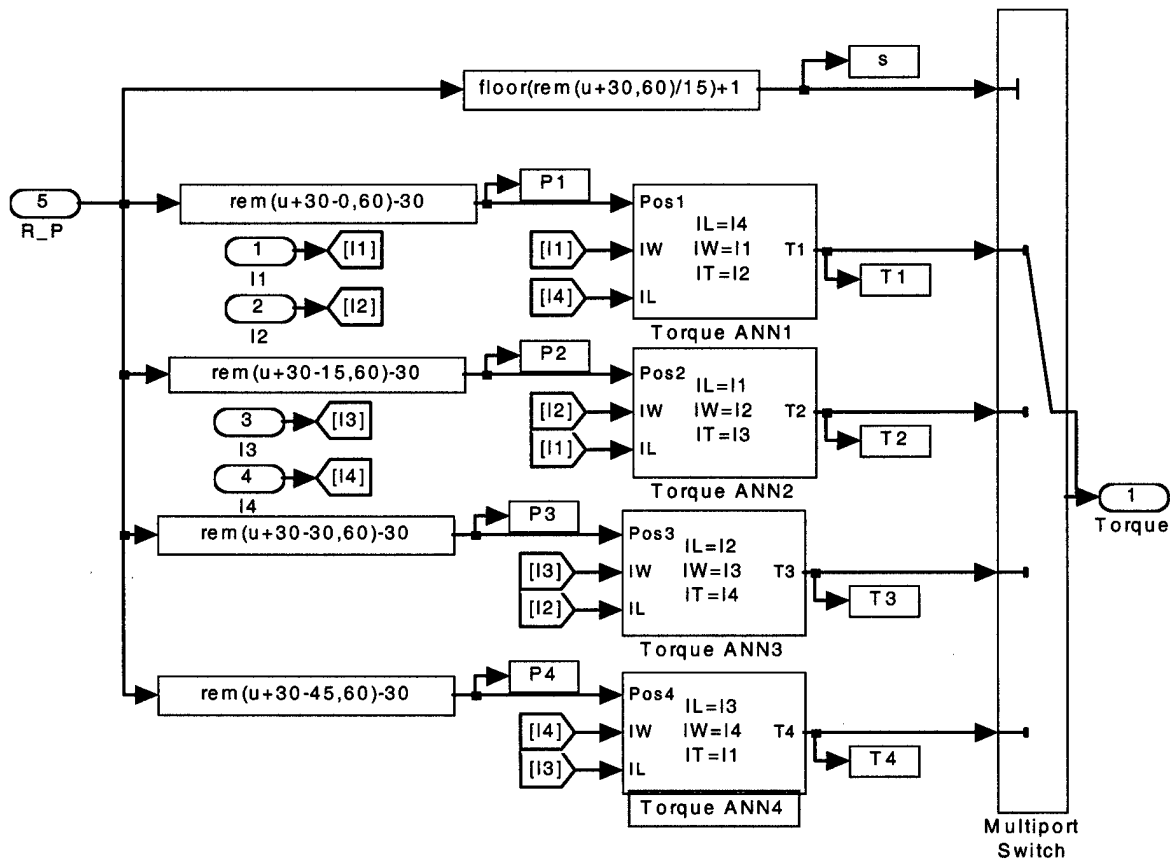 s
floor(rem(u+30,60)/15)+1
5
R_P
rem(u+30-0,60)-30
P1
Pos1
IW
IL
IL=I4
IW=I1
IT=I2
T1
[I1]
[I4]
T1
Torque ANN1
1
I1
[I1]
2
I2
[I2]
rem(u+30-15,60)-30
P2
Pos2
IW
IL
IL=I1
IW=I2
IT=I3
T2
[I2]
[I1]
T2
Torque ANN2
3
I3
[I3]
4
I4
[I4]
rem(u+30-30,60)-30
P3
Pos3
IW
IL
IL=I2
IW=I3
IT=I4
T3
[I3]
[I2]
T3
Torque ANN3
rem(u+30-45,60)-30
P4
Pos4
IW
IL
IL=I3
IW=I4
IT=I1
T4
[I4]
[I3]
T4
Torque ANN4
1
Torque
Multiport
Switch